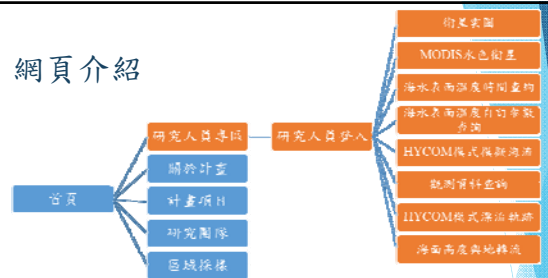 網頁介紹
首頁
研究人員專區
關於計畫
計畫項目
研究團隊
區域採樣
研究人員登入
衛星雲圖
MODIS水色衛星
海水表面溫度時間查詢
海水表面溫度自訂參數
查詢
HYCOM模式模擬海流
觀測資料查詢
HYCOM模式漂流軌跡
海面高度與地轉流